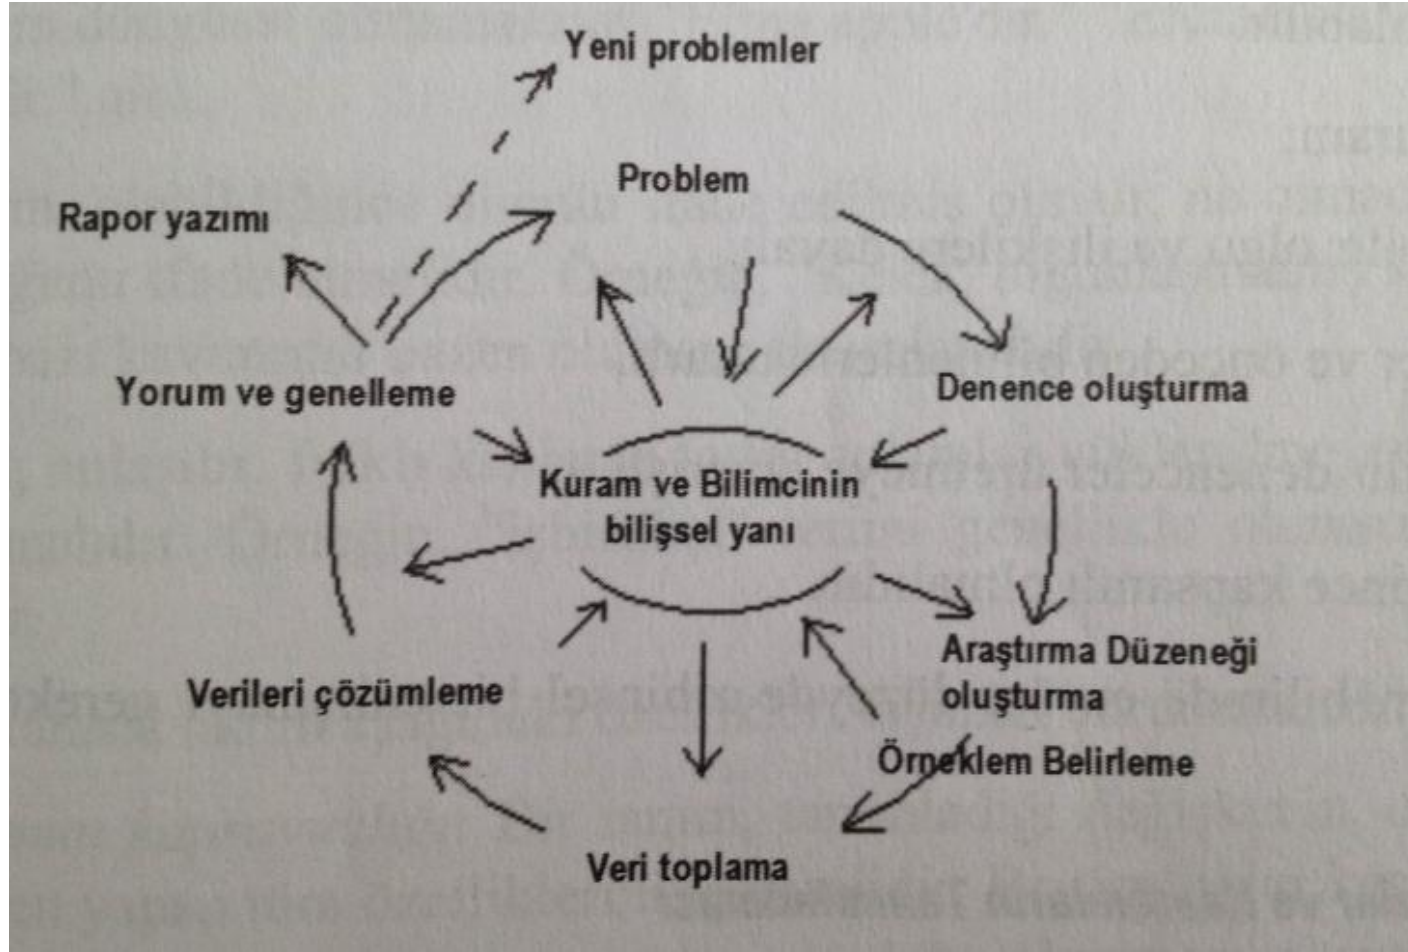 Yeni problemler
Problem
Rapor yazımı
Yorum ve genelleme
Denence oluşturma
Kuram ve Bilimcinin
bilişsel yanı
Araştırma Düzeneği
oluşturma
Verileri çözümleme
Örneklem Belirleme
Veri toplama